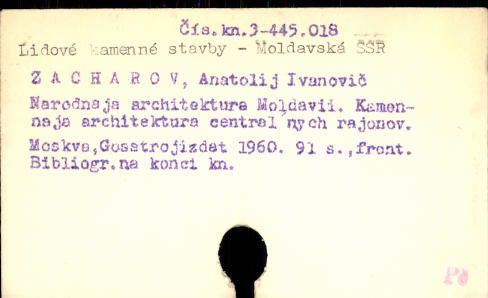 Čís.kn.3-445.018
Lidové kamenné stavby - Moldavská SSR
Z A C H A R O V, Anatolij Ivanovič
Narodnaja architektura Moldavii. Kamen-
naja architektura central'nych rajonov.
Moskva,Gosstrojizdat 1960. 91 s.,front.
Bibliogr.na konci kn.